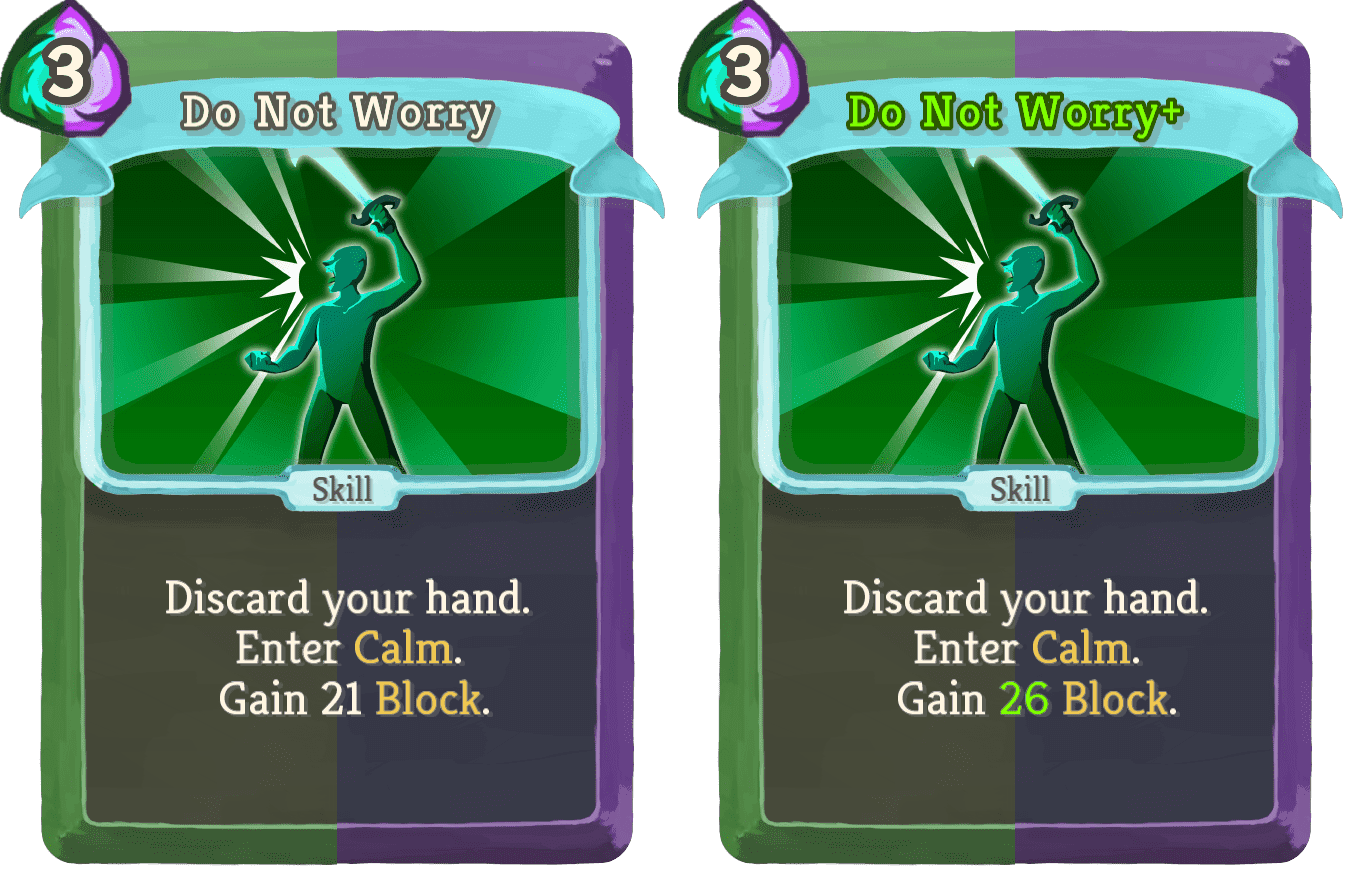 3
Do Not Worry
Skill
Discard your hand.
Enter Calm.
Gain 21 Block.
3
Do Not Worry+
Skill
Discard your hand.
Enter Calm.
Gain 26 Block.